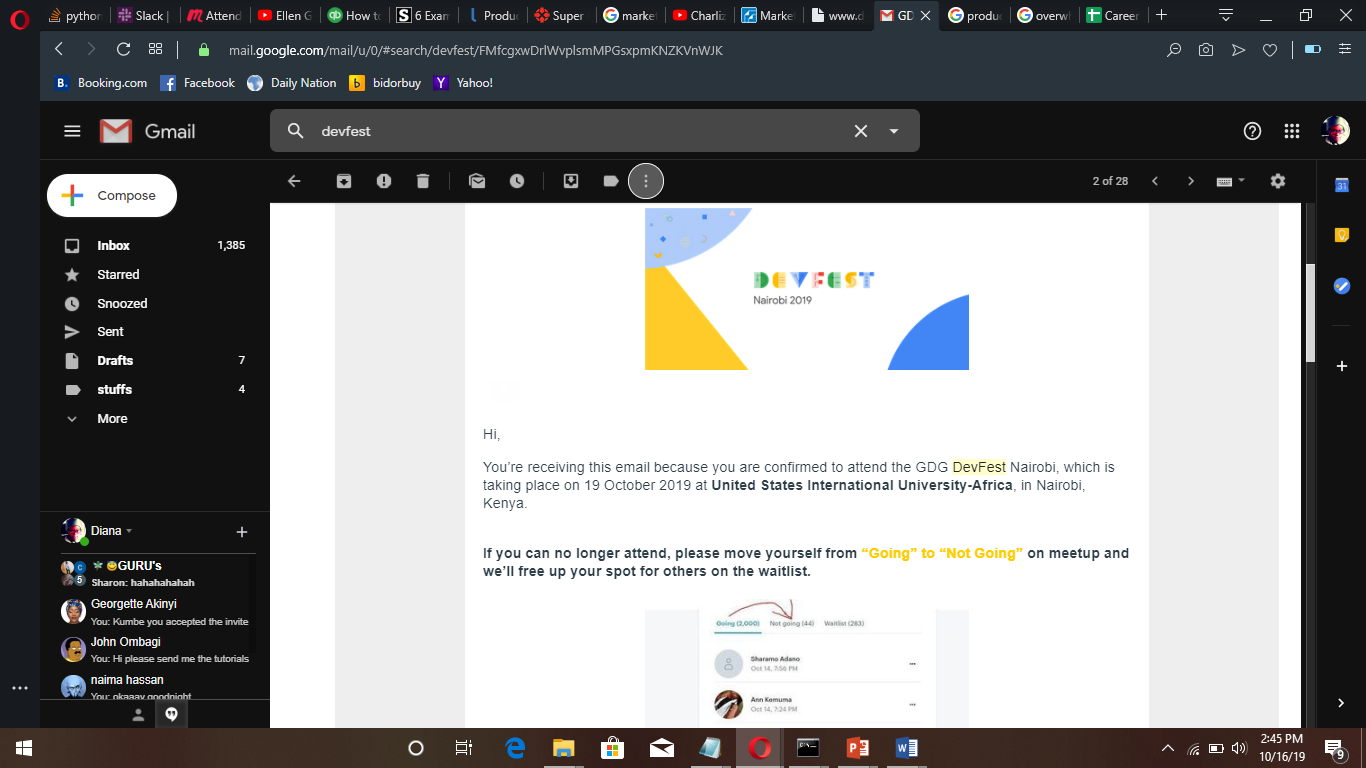 python
Slack |
Attend
Ellen G
How to
6 Exam
Produc
Super
market
Charliz
Market
www.d
GD
produc
overwh
Career
mail.google.com/mail/u/0/#search/devfest/FMfcgxwDrlWvplsmMPGsxpmKNZKVnWJK
Booking.com
Facebook
Daily Nation
bidorbuy
Yahoo!
Gmail
devfest
Compose
2 of 28
Inbox 1,385
Starred
Snoozed
Sent
Drafts 7
stuffs 4
More
Diana
GURU's
5
Sharon: hahahahahah
Georgette Akinyi
You: Kumbe you accepted the invite
John Ombagi
You: Hi please send me the tutorials
naima hassan
You: okaaay goodnight
DEVFEST
Nairobi 2019
Hi,
You’re receiving this email because you are confirmed to attend the GDG DevFest Nairobi, which is
taking place on 19 October 2019 at United States International University-Africa, in Nairobi,
Kenya.
If you can no longer attend, please move yourself from “Going” to “Not Going” on meetup and
we’ll free up your spot for others on the waitlist.
Going (2,000) Not going (44) Waitlist (283)
Sharamo Adano
Oct 14, 7:56 PM
Ann Kemuma
Oct 14, 7:24 PM
31
2:45 PM
10/16/19
9